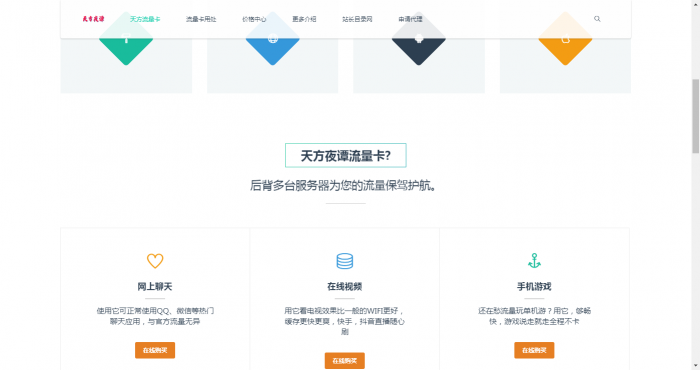 天方夜谭
天方流量卡
流量卡用处
价格中心
更多介绍
站长目录网
申请代理
天方夜谭流量卡?
后背多台服务器为您的流量保驾护航。
网上聊天
使用它可正常使用QQ、微信等热门
聊天应用，与官方流量无异
在线购买
在线视频
用它看电视效果比一般的WIFI更好，
缓存更快更爽，快手，抖音直播随心
刷
在线购买
手机游戏
还在愁流量玩单机游？用它，够畅
快，游戏说走就走全程不卡
在线购买